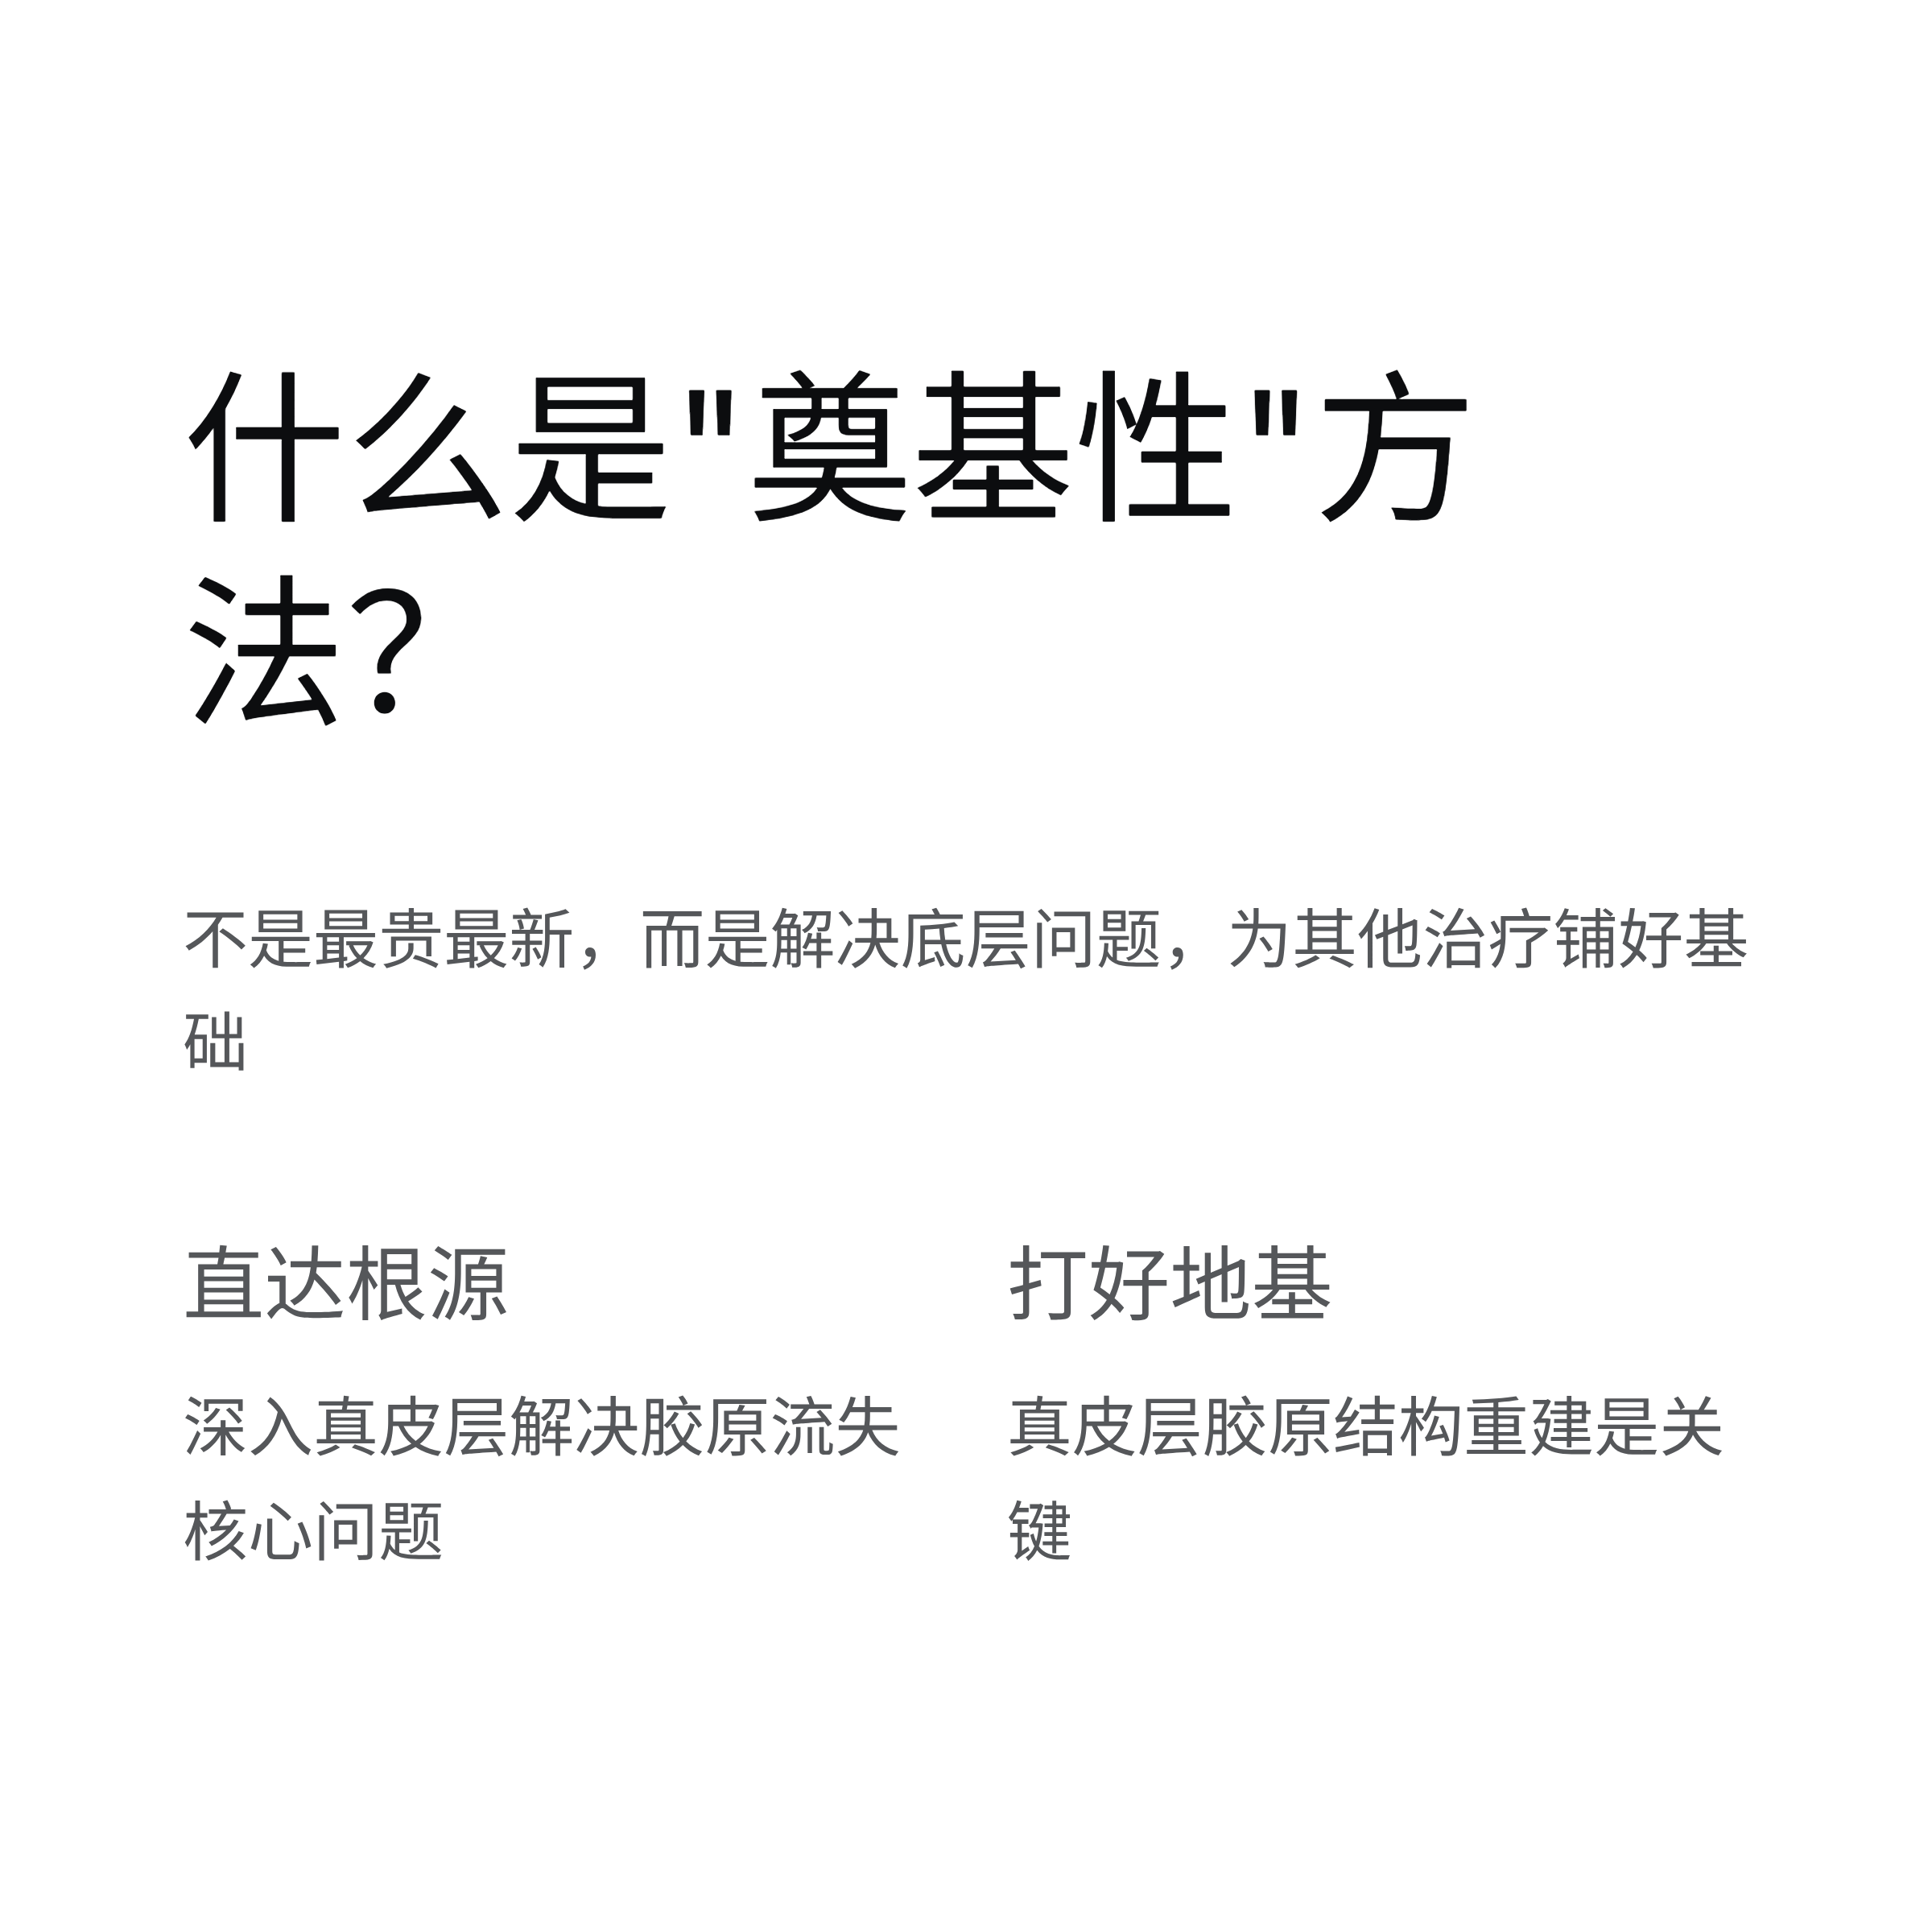 什么是"奠基性"方
法？
不是最贵最新，而是解决底层问题，为其他治疗铺好基
础
直达根源
打好地基
深入真皮层解决胶原流失
核心问题
真皮层胶原结构重建是关
键